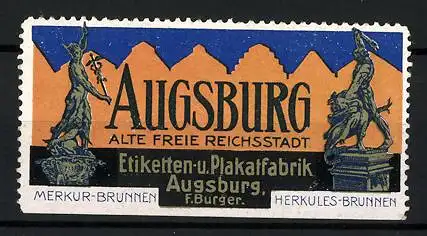 AUGSBURG
ALTE FREIE REICHSSTADT
Etiketten-u. Plakatfabrik
Augsburg,
F. Burger.
MERKUR-BRUNNEN
HERKULES-BRUNNEN